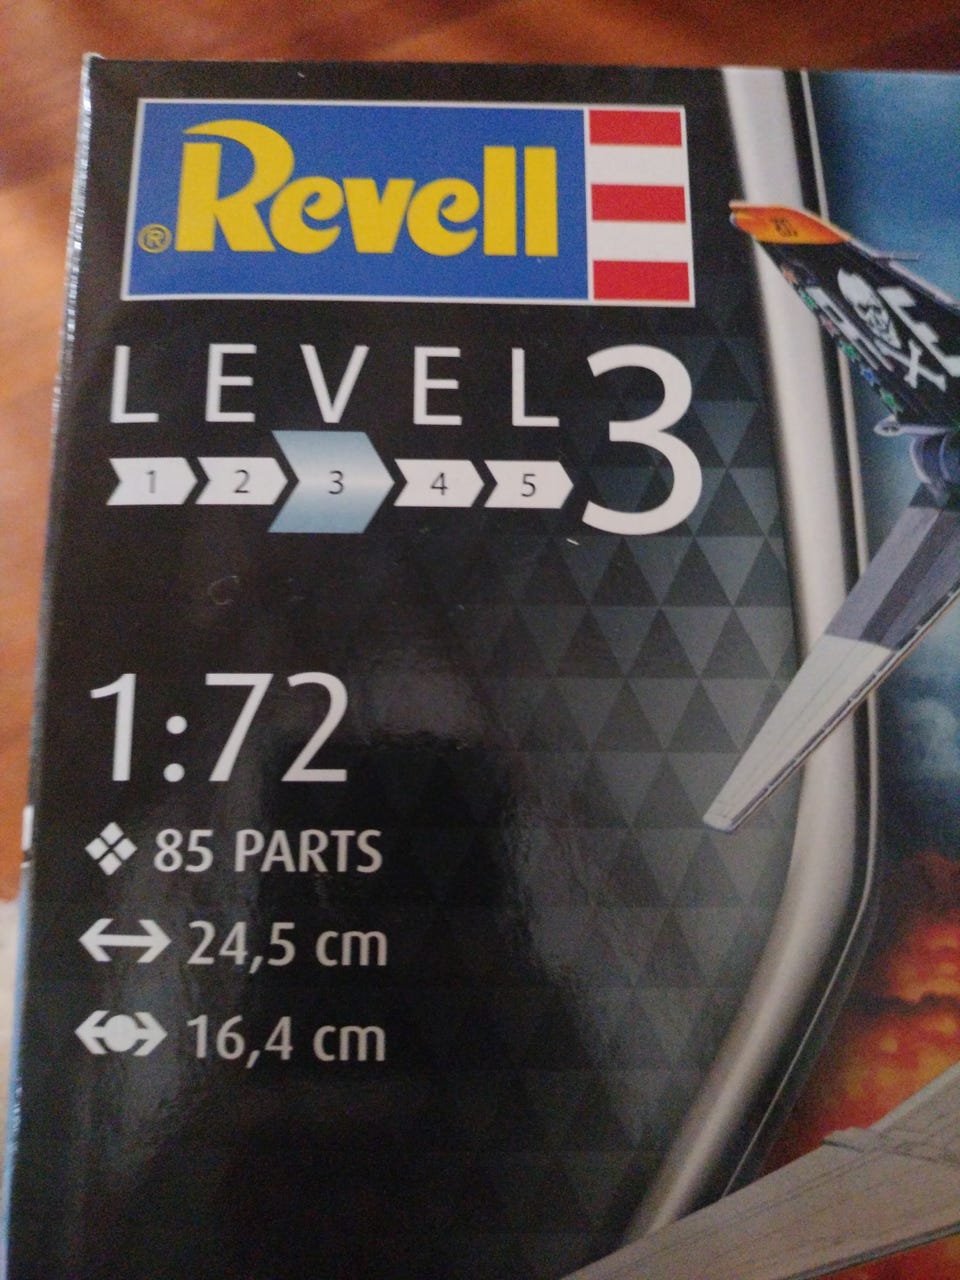 Revell
®
LEVEL 3
1 2 3 4 5
1:72
85 PARTS
24,5 cm
16,4 cm